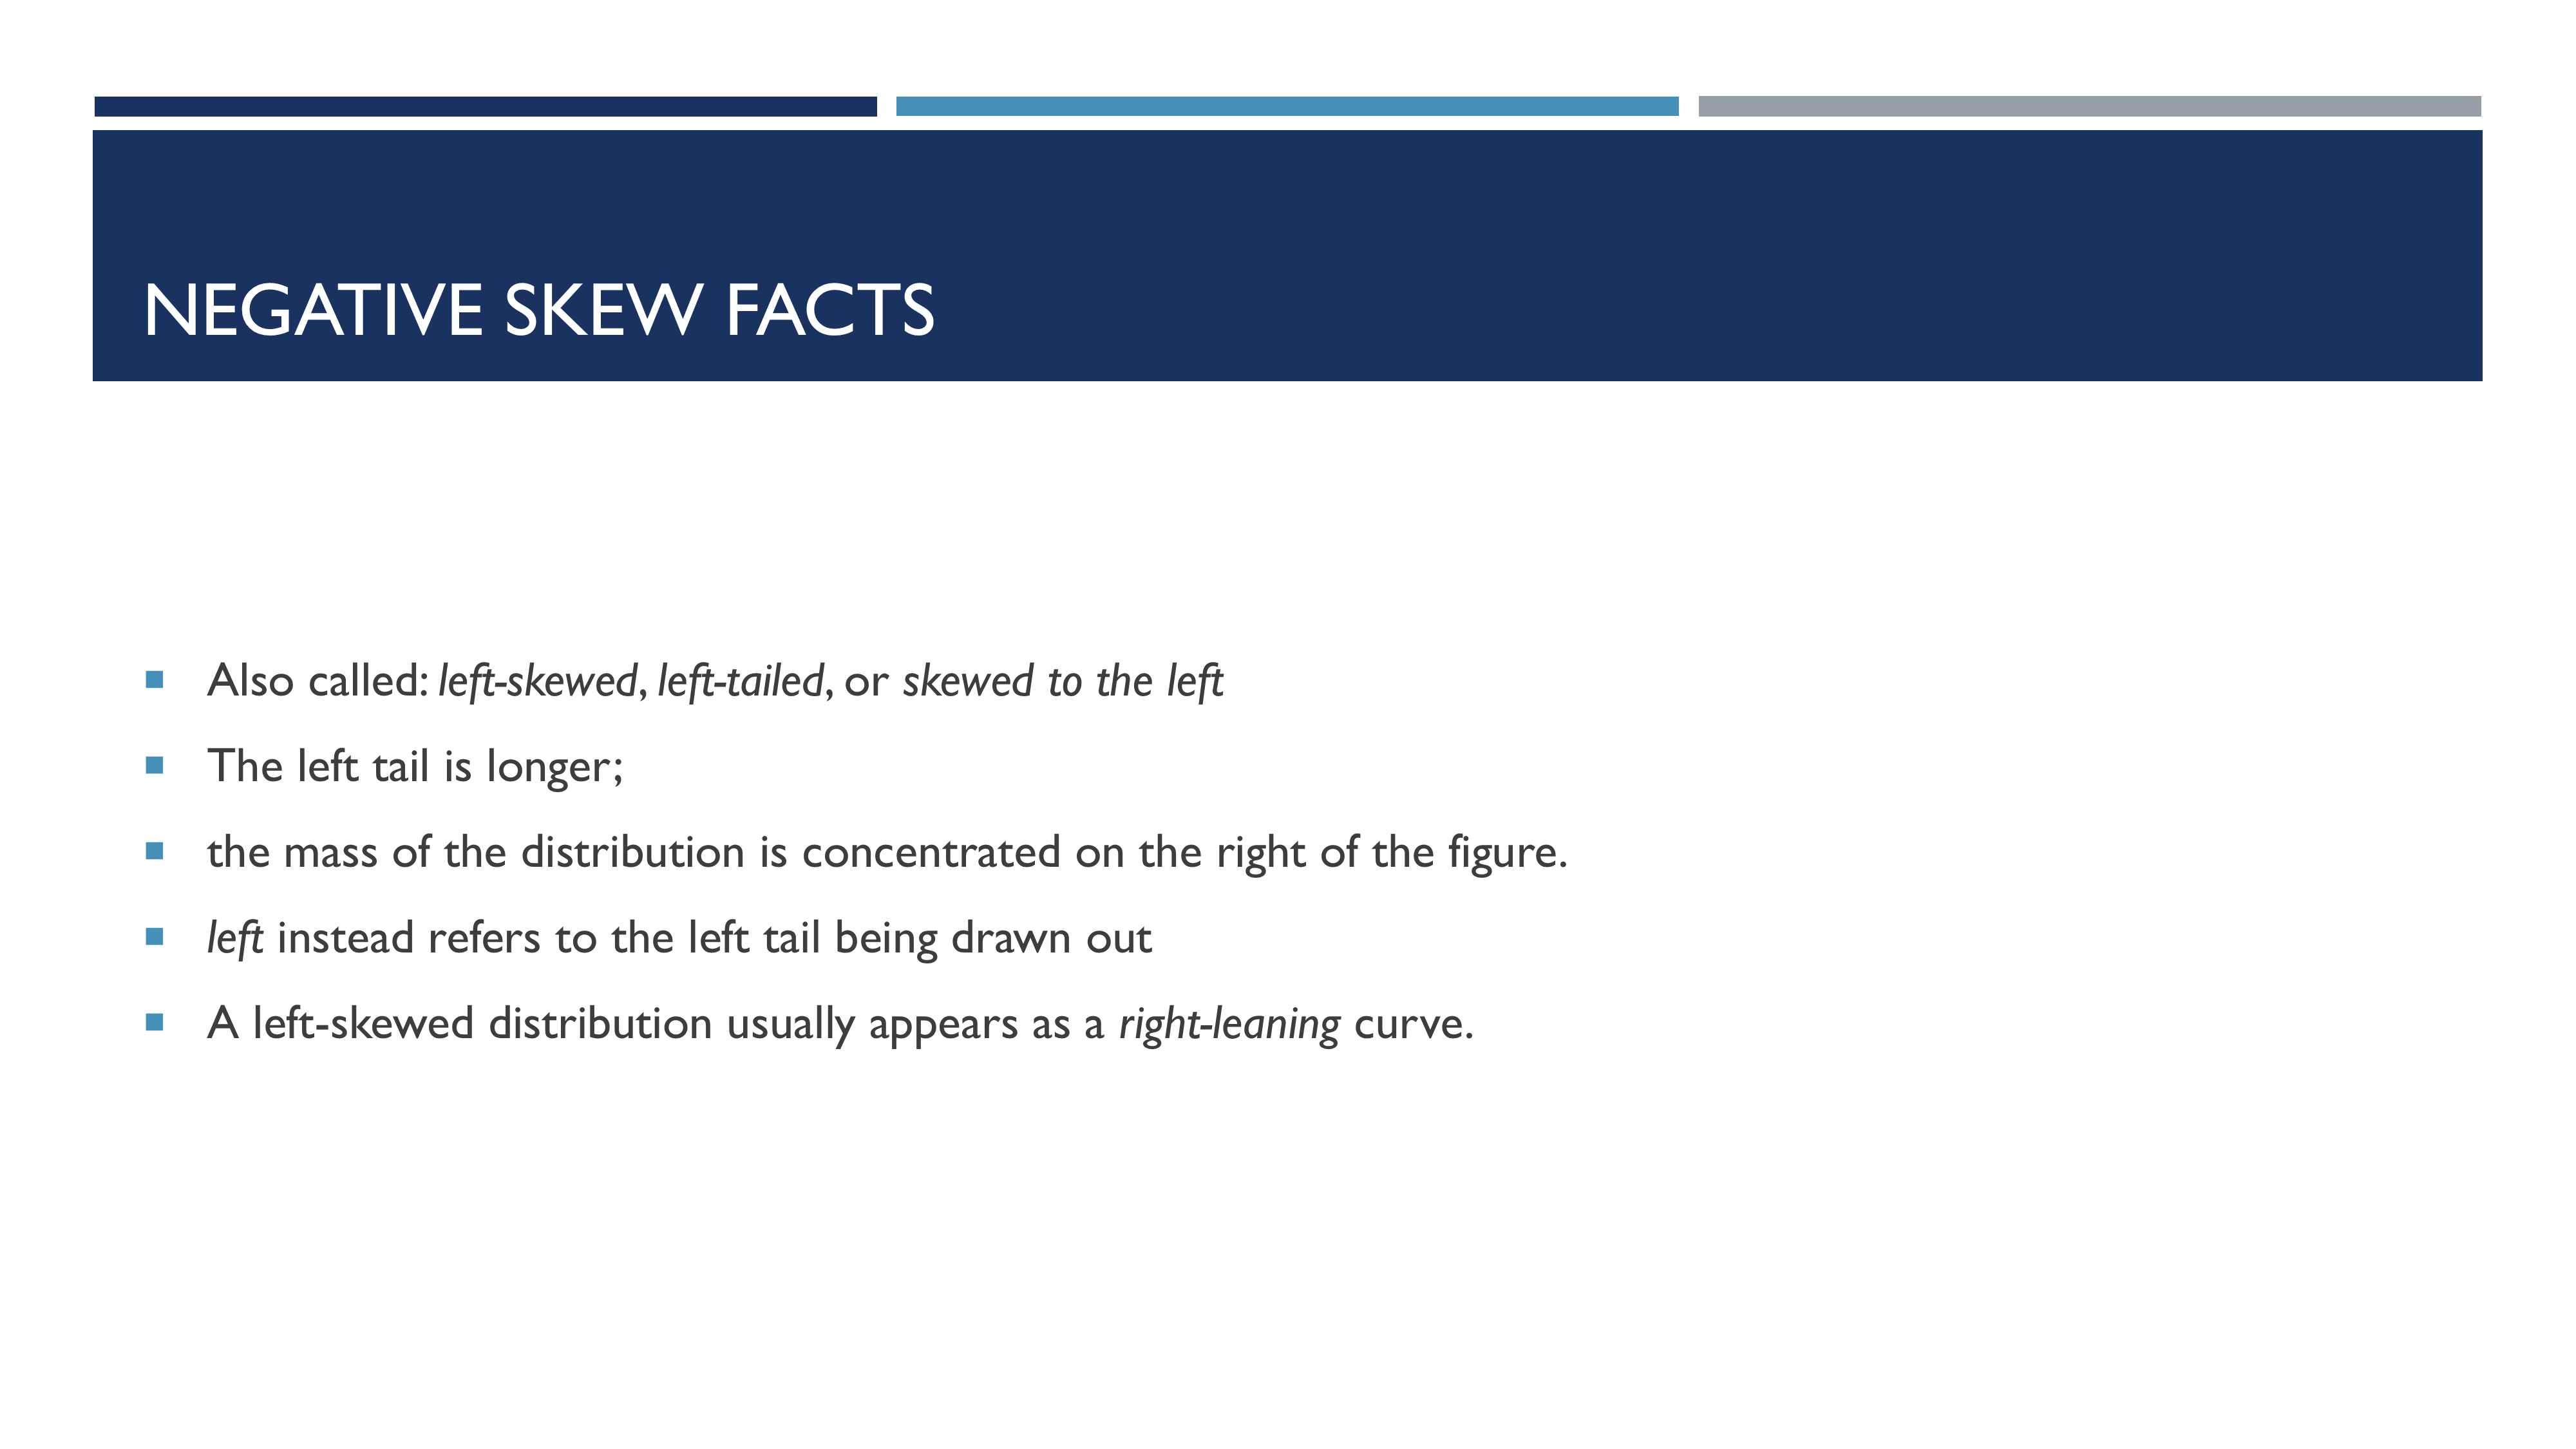 NEGATIVE SKEW FACTS
Also called: left-skewed, left-tailed, or skewed to the left
The left tail is longer;
the mass of the distribution is concentrated on the right of the figure.
left instead refers to the left tail being drawn out
A left-skewed distribution usually appears as a right-leaning curve.